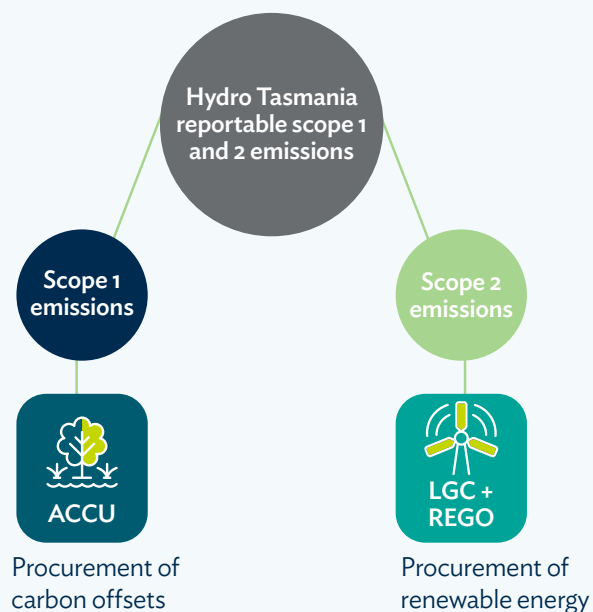 Hydro Tasmania
reportable scope 1
and 2 emissions
Scope 1
emissions
Scope 2
emissions
ACCU
LGC +
REGO
Procurement of
carbon offsets
Procurement of
renewable energy